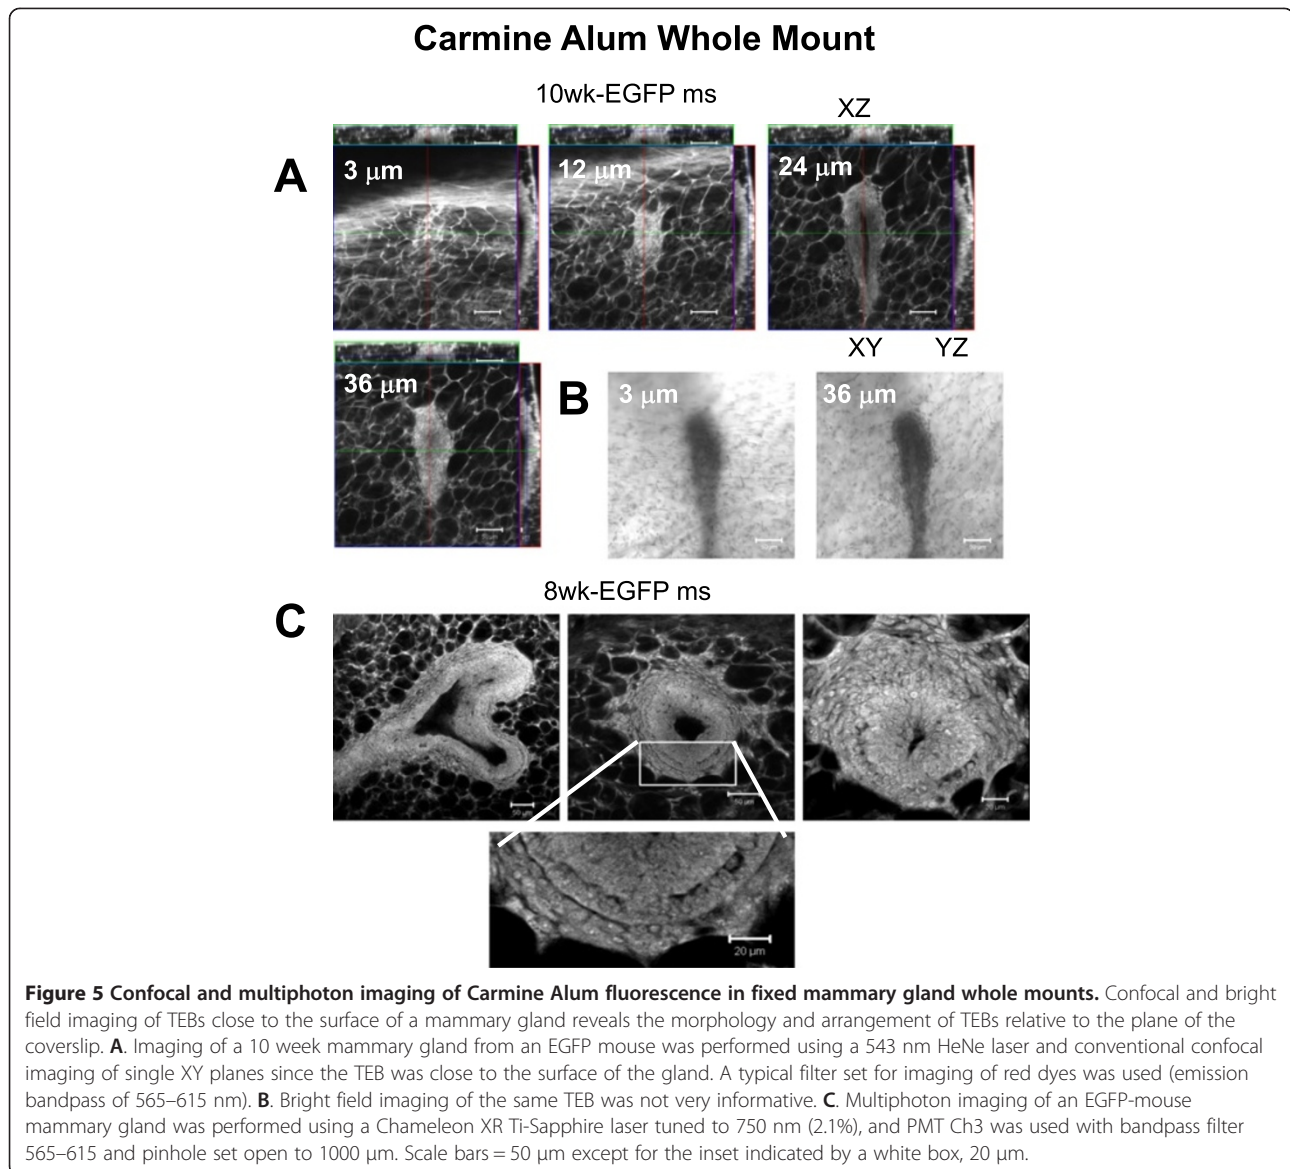 Carmine Alum Whole Mount
10wk-EGFP ms
XZ
A
3 μm
12 μm
24 μm
XY
YZ
36 μm
B
3 μm
36 μm
8wk-EGFP ms
C
50 μm
50 μm
20 μm
Figure 5 Confocal and multiphoton imaging of Carmine Alum fluorescence in fixed mammary gland whole mounts. Confocal and bright
field imaging of TEBs close to the surface of a mammary gland reveals the morphology and arrangement of TEBs relative to the plane of the
coverslip. A. Imaging of a 10 week mammary gland from an EGFP mouse was performed using a 543 nm HeNe laser and conventional confocal
imaging of single XY planes since the TEB was close to the surface of the gland. A typical filter set for imaging of red dyes was used (emission
bandpass of 565–615 nm). B. Bright field imaging of the same TEB was not very informative. C. Multiphoton imaging of an EGFP-mouse
mammary gland was performed using a Chameleon XR Ti-Sapphire laser tuned to 750 nm (2.1%), and PMT Ch3 was used with bandpass filter
565–615 and pinhole set open to 1000 μm. Scale bars = 50 μm except for the inset indicated by a white box, 20 μm.